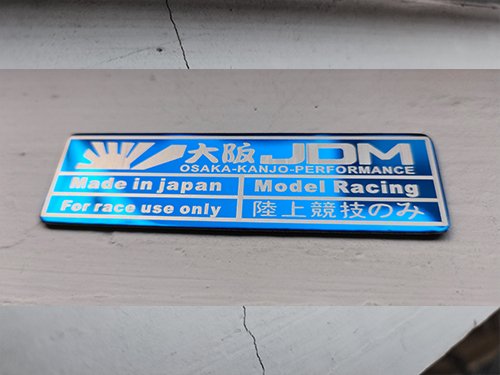 大阪JDM
OSAKA-KANJO-PERFORMANCE
Made in japan
Model Racing
For race use only
陸上競技のみ